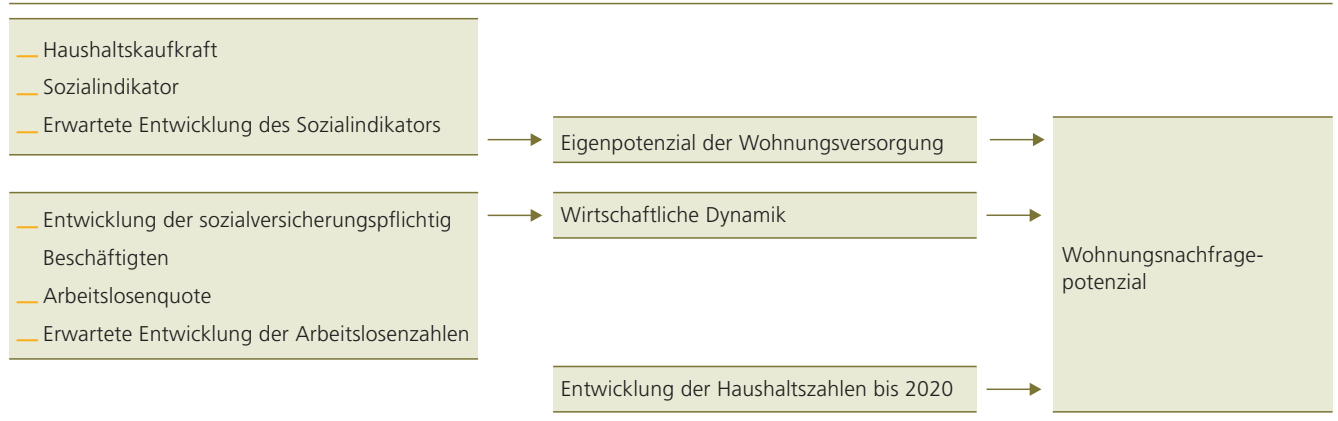 Haushaltskaufkraft
Sozialindikator
Erwartete Entwicklung des Sozialindikators
Eigenpotenzial der Wohnungsversorgung
Entwicklung der sozialversicherungspflichtig
Beschäftigten
Arbeitslosenquote
Erwartete Entwicklung der Arbeitslosenzahlen
Wirtschaftliche Dynamik
Entwicklung der Haushaltszahlen bis 2020
Wohnungsnachfrage-
potenzial